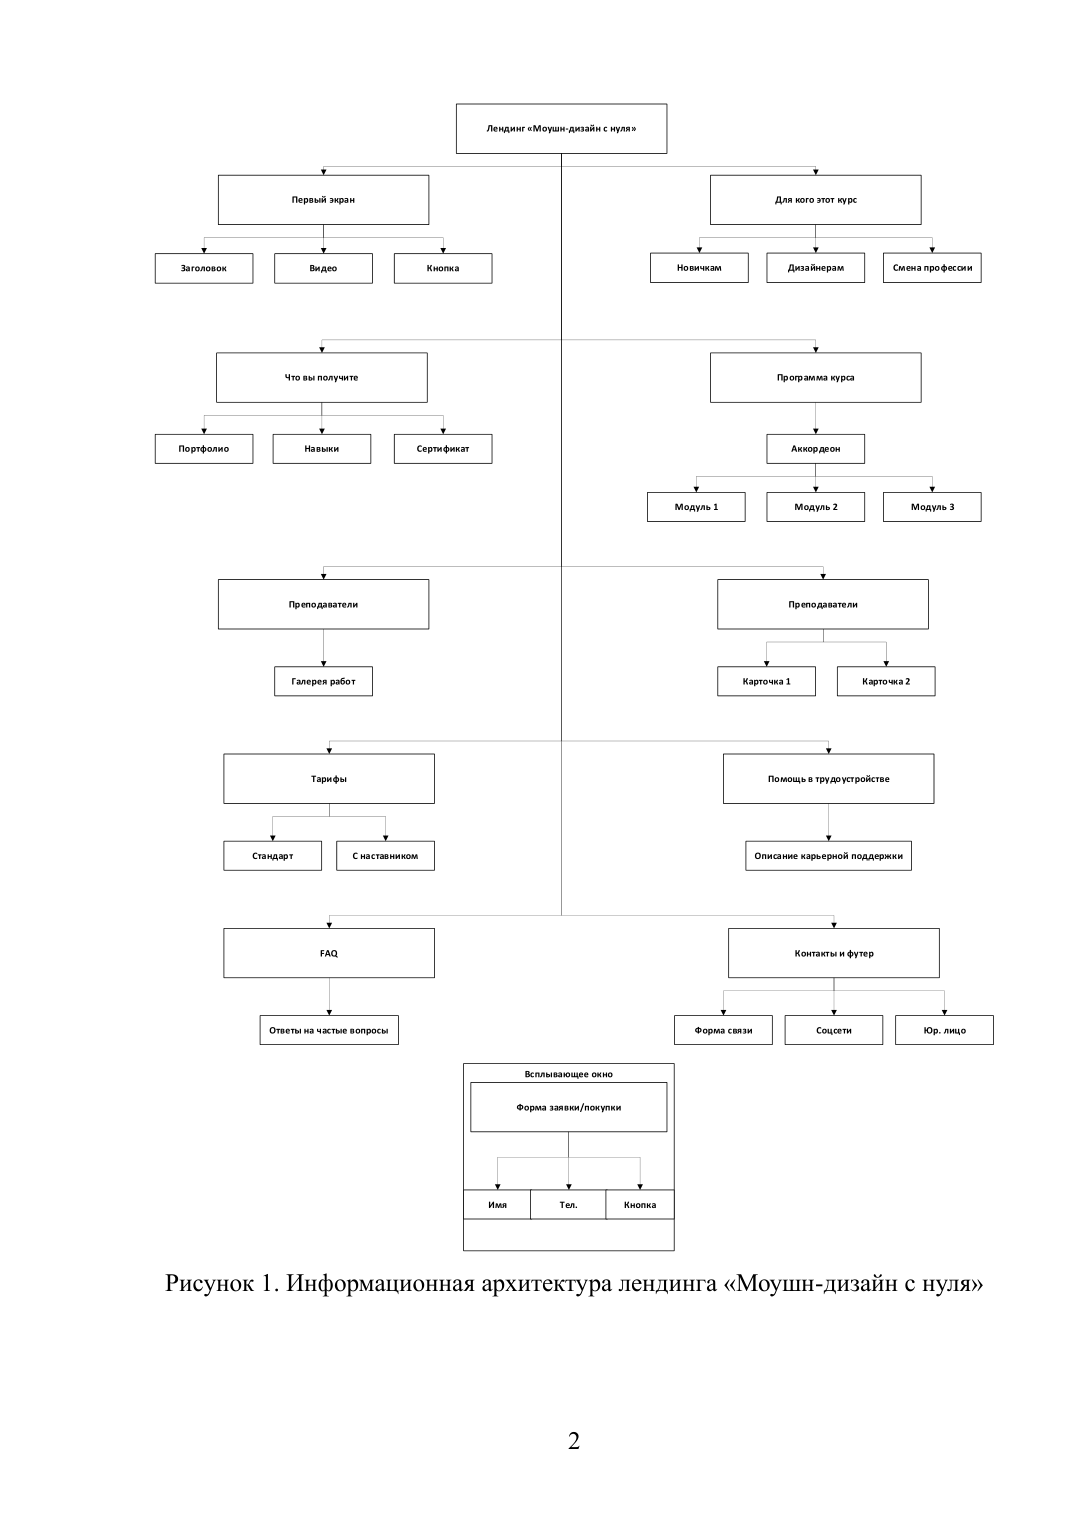 Лендинг «Моушн-дизайн с нуля»
Первый экран
Для кого этот курс
Заголовок
Видео
Кнопка
Новичкам
Дизайнерам
Смена профессии
Что вы получите
Программа курса
Портфолио
Навыки
Сертификат
Аккордеон
Модуль 1
Модуль 2
Модуль 3
Преподаватели
Преподаватели
Галерея работ
Карточка 1
Карточка 2
Тарифы
Помощь в трудоустройстве
Стандарт
С наставником
Описание карьерной поддержки
FAQ
Контакты и футер
Ответы на частые вопросы
Форма связи
Соцсети
Юр. лицо
Всплывающее окно
Форма заявки/покупки
Имя
Тел.
Кнопка
Рисунок 1. Информационная архитектура лендинга «Моушн-дизайн с нуля»
2